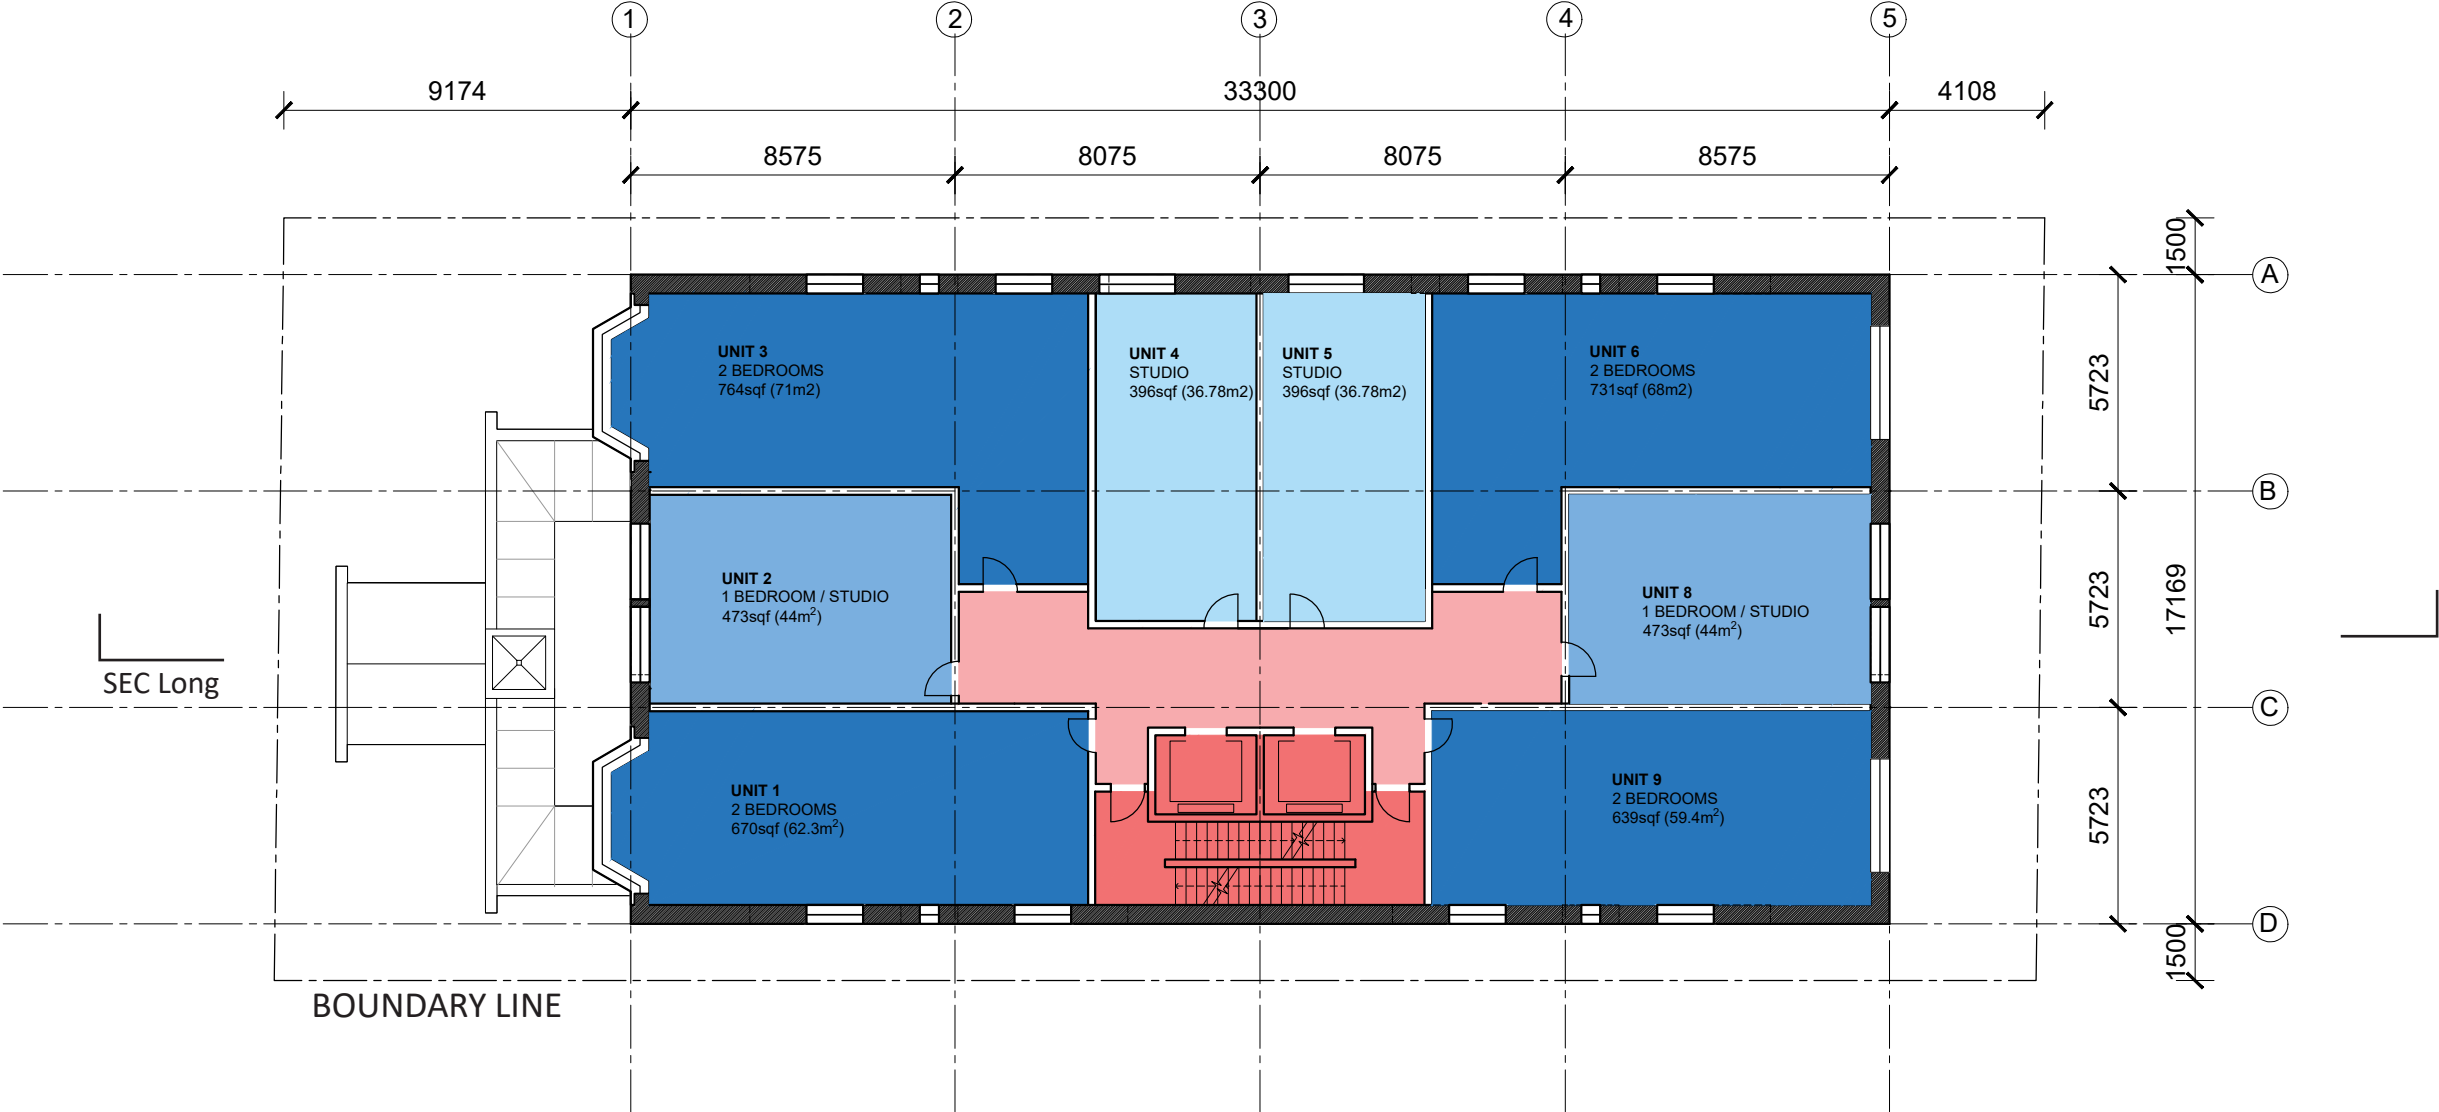 1 2 3 4 5
9174 33300 4108
8575 8075 8075 8575
1500
A
UNIT 3
2 BEDROOMS
764sqf (71m2)
UNIT 4
STUDIO
396sqf (36.78m2)
UNIT 5
STUDIO
396sqf (36.78m2)
UNIT 6
2 BEDROOMS
731sqf (68m2)
5723
B
UNIT 2
1 BEDROOM / STUDIO
473sqf (44m²)
UNIT 8
1 BEDROOM / STUDIO
473sqf (44m²)
5723
17169
SEC Long
C
UNIT 1
2 BEDROOMS
670sqf (62.3m²)
UNIT 9
2 BEDROOMS
639sqf (59.4m²)
5723
D
1500
BOUNDARY LINE